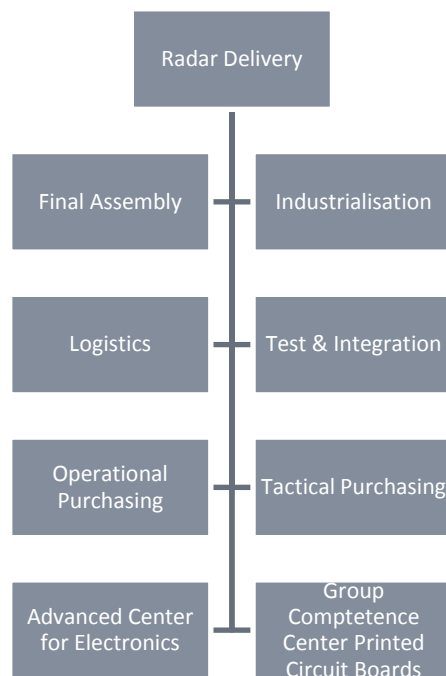 Radar Delivery
Final Assembly
Industrialisation
Logistics
Test & Integration
Operational
Purchasing
Tactical Purchasing
Advanced Center
for Electronics
Group
Comptetence
Center Printed
Circuit Boards